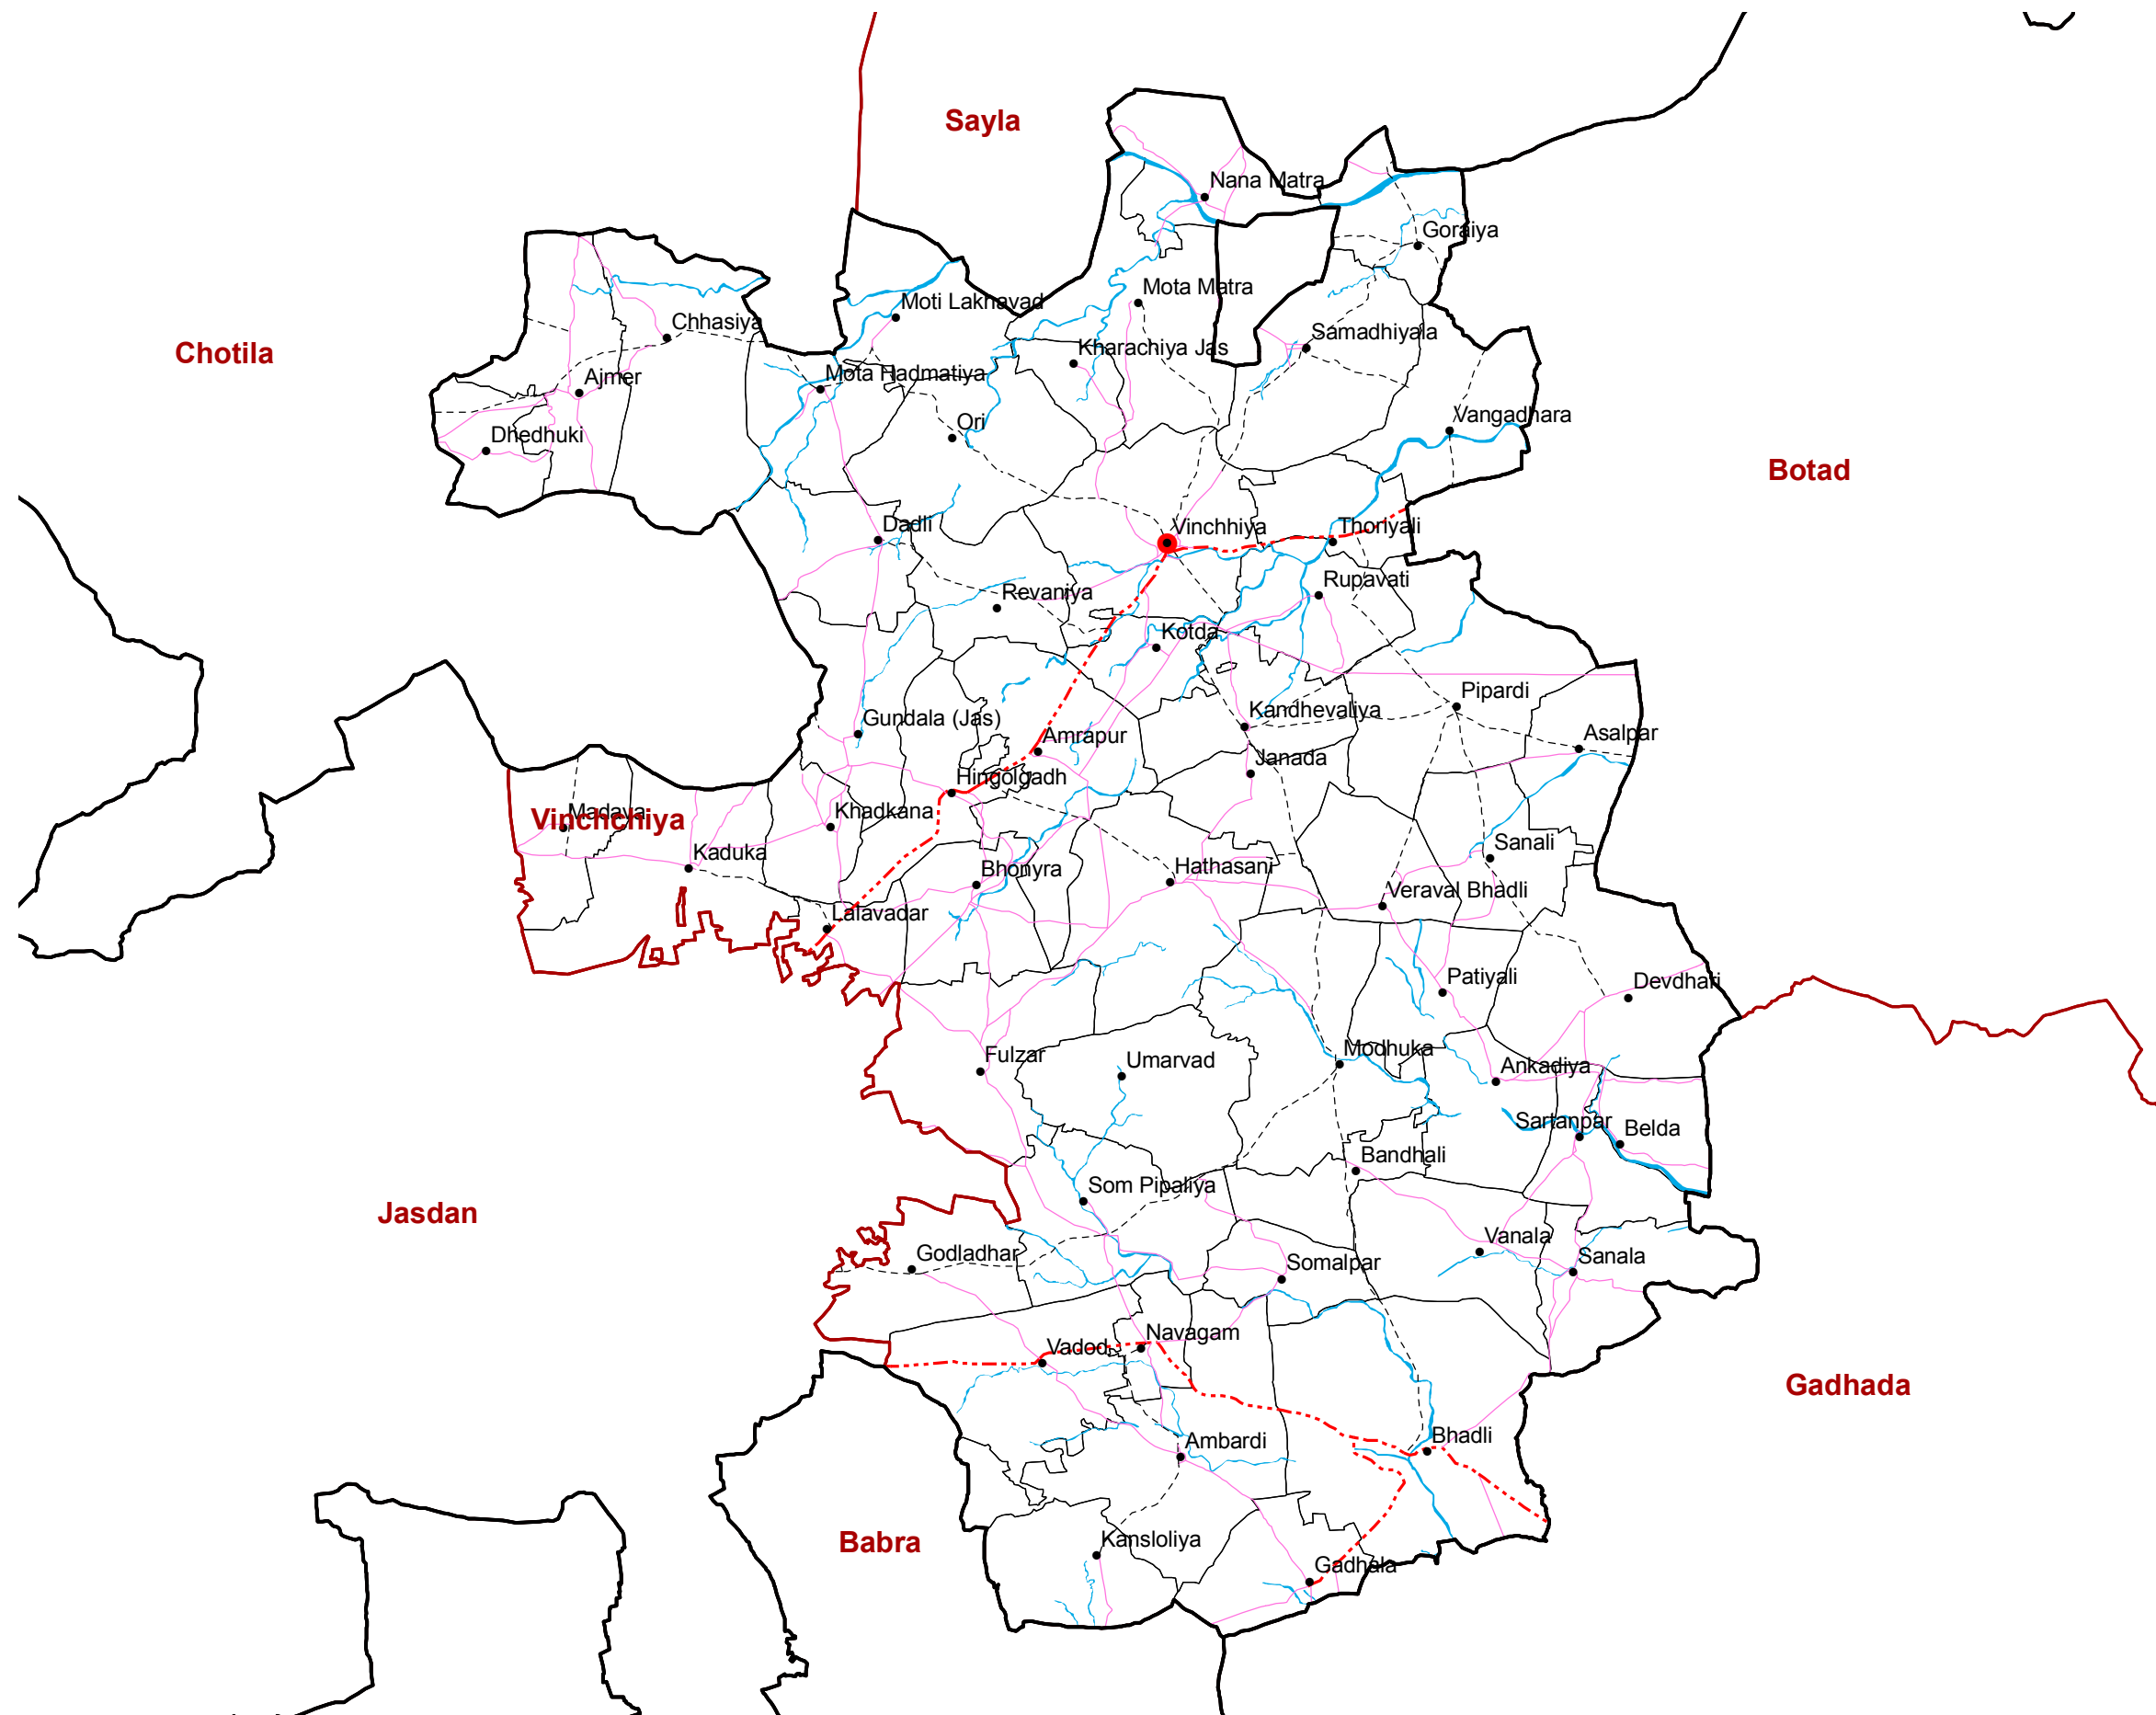 Sayla
Nana Matra
Goraiya
Mota Matra
Moti Lakhavad
Chhasiya
Samadhiyala
Chotila
Kharachiya Jas
Mota Hadmatiya
Ajmer
Vangadhara
Ori
Dhedhuki
Botad
Dadli
Vinchhiya
Thoriyali
Rupavati
Revaniya
Kotda
Pipardi
Kandhevaliya
Gundala (Jas)
Amrapur
Asalpar
Janada
Hingolgadh
Madava
Vinchchiya
Khadkana
Sanali
Kaduka
Bhonyra
Hathasani
Veraval Bhadli
Lalavadar
Patiyali
Devdhari
Modhuka
Fulzar
Umarvad
Ankadiya
Sartanpar
Belda
Bandhali
Som Pipaliya
Jasdan
Vanala
Godladhar
Sanala
Somalpar
Navagam
Vadod
Gadhada
Bhadli
Ambardi
Kansloliya
Babra
Gadhala